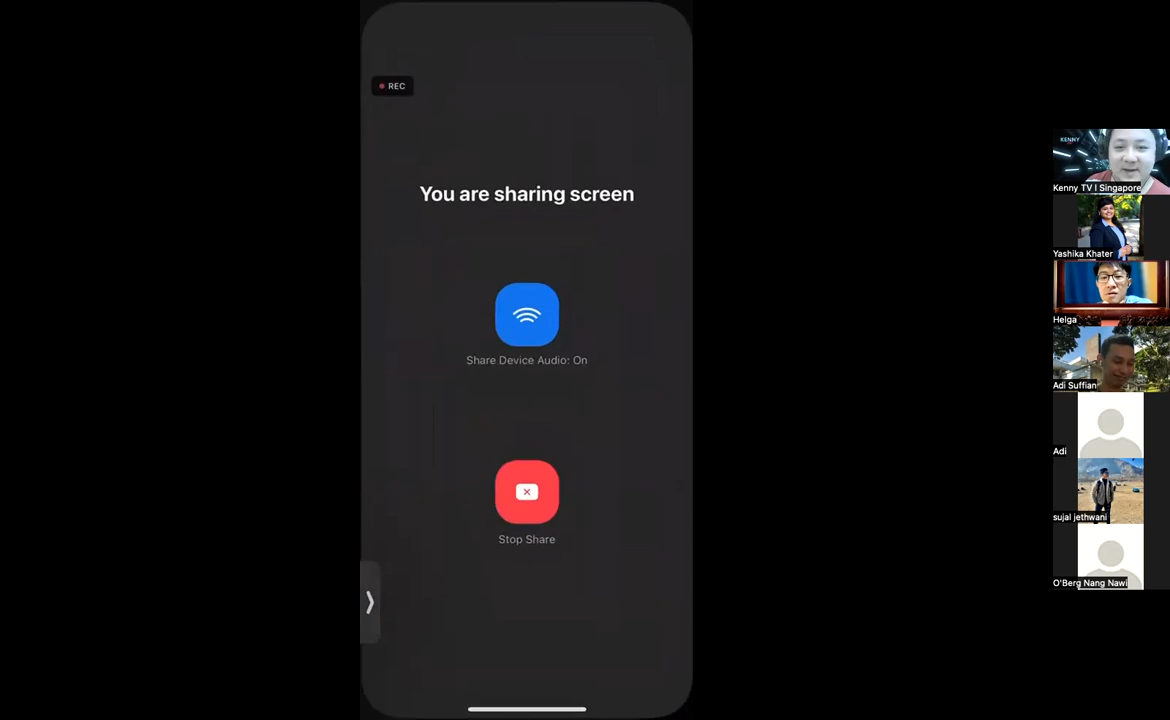 REC
You are sharing screen
Share Device Audio: On
Stop Share
KENNY
Kenny TV | Singapore
Yashika Khater
Helga
Adi Suffian
Adi
sujal jethwani
O'Berg Nang Nawi